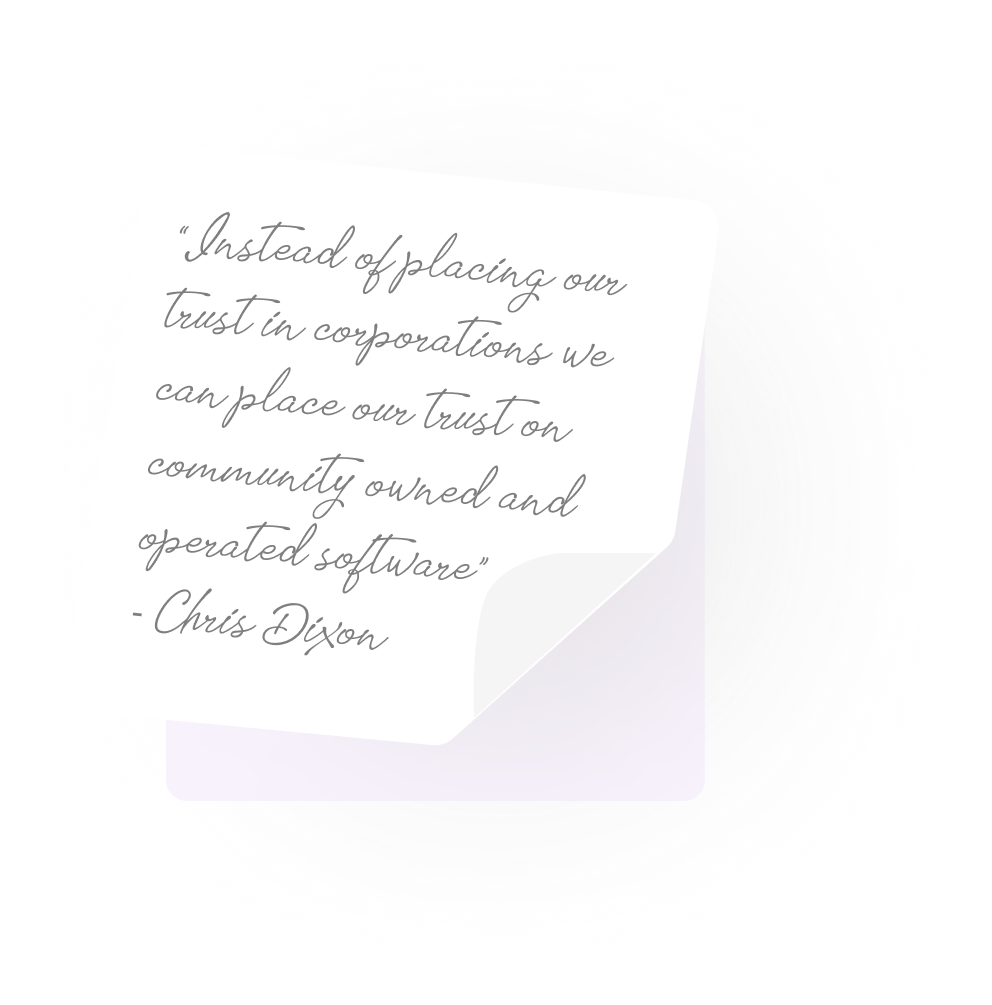 “Instead of placing our
trust in corporations we
can place our trust on
community owned and
operated software”
- Chris Dixon